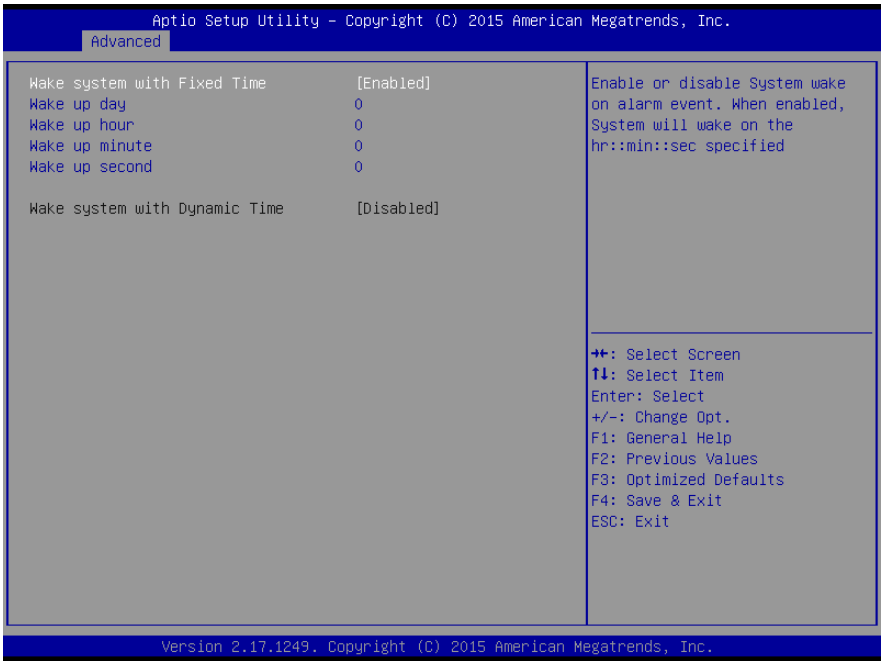 Aptio Setup Utility – Copyright (C) 2015 American Megatrends, Inc.
Advanced
Wake system with Fixed Time [Enabled]
Wake up day 0
Wake up hour 0
Wake up minute 0
Wake up second 0
Wake system with Dynamic Time [Disabled]
Enable or disable System wake
on alarm event. When enabled,
System will wake on the
hr::min::sec specified
→←: Select Screen
↑↓: Select Item
Enter: Select
+/-: Change Opt.
F1: General Help
F2: Previous Values
F3: Optimized Defaults
F4: Save & Exit
ESC: Exit
Version 2.17.1249. Copyright (C) 2015 American Megatrends, Inc.